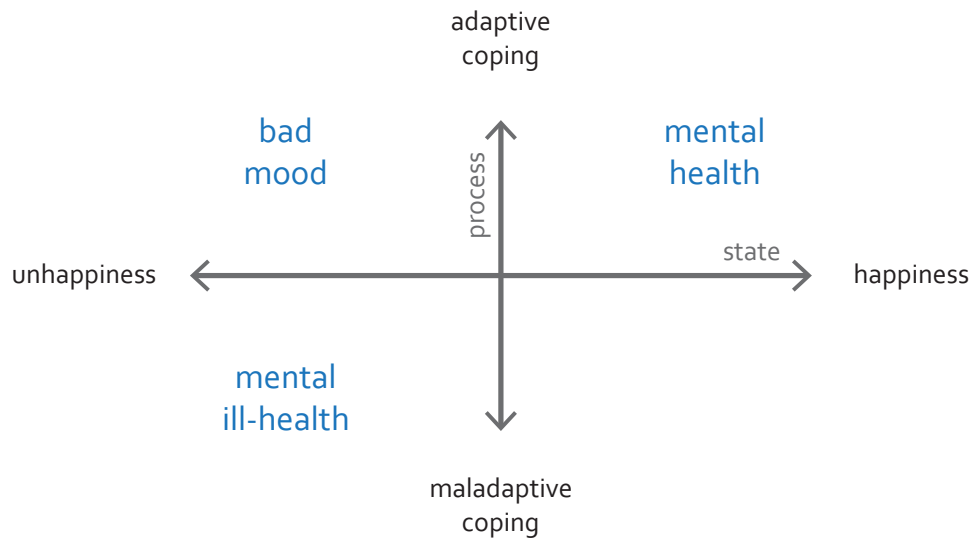 adaptive
coping
bad
mood
mental
health
process
state
unhappiness
happiness
mental
ill-health
maladaptive
coping